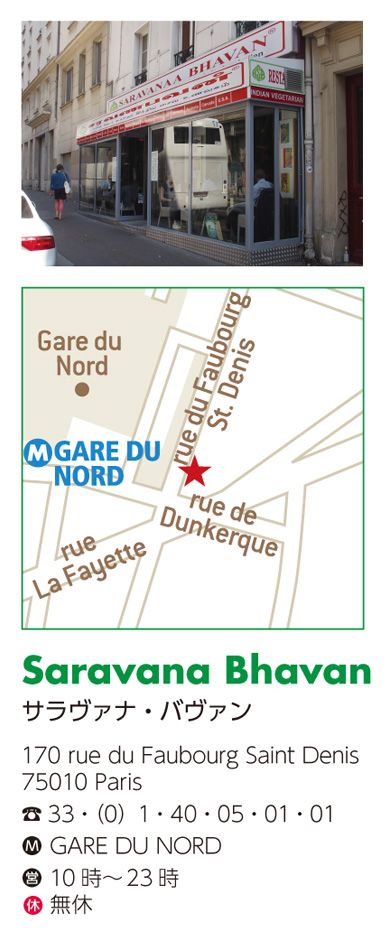 SARAVANAA BHAVAN
INDIAN VEGETARIAN
Gare du
Nord
rue du Faubourg
St. Denis
M GARE DU
NORD
rue de
Dunkerque
rue
La Fayette
Saravana Bhavan
サラヴァナ・バヴァン
170 rue du Faubourg Saint Denis
75010 Paris
☎ 33・(0) 1・40・05・01・01
M GARE DU NORD
営 10時～23時
休 無休